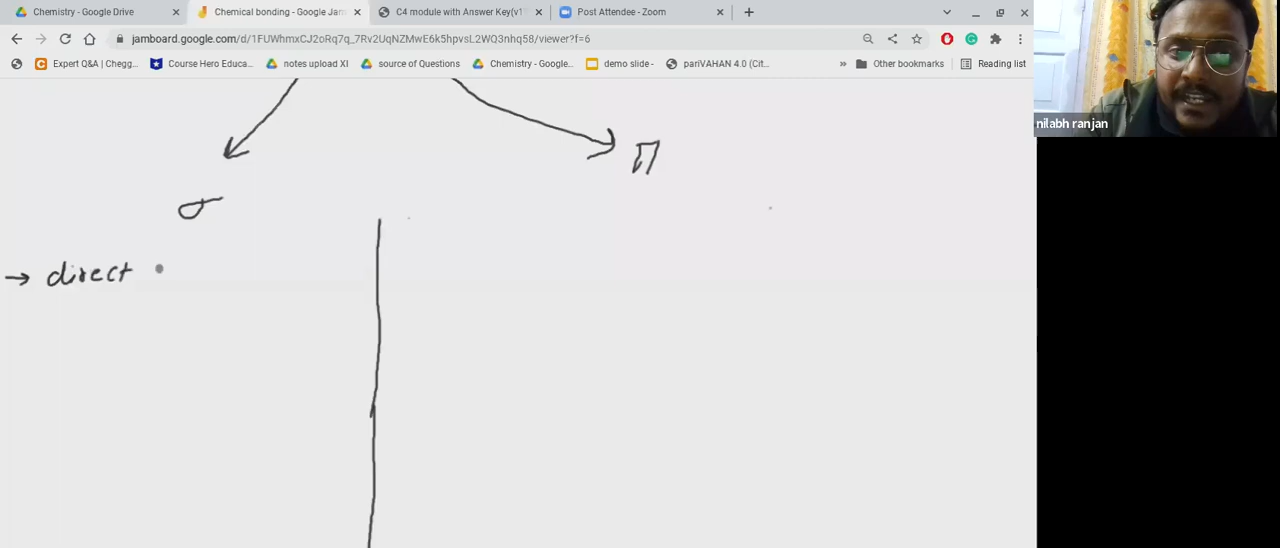 Chemistry - Google Drive
Chemical bonding - Google Jam
C4 module with Answer Key(v1
Post Attendee - Zoom
jamboard.google.com/d/1FUWhmxCJ2oRq7q_7Rv2UqNZMwE6k5hpvsL2WQ3nhq58/viewer?f=6
Expert Q&A | Chegg...
Course Hero Educa...
notes upload XI
source of Questions
Chemistry - Google...
demo slide -
pariVAHAN 4.0 (Cit...
»
Other bookmarks
Reading list
nilabh ranjan
π
σ
→ direct